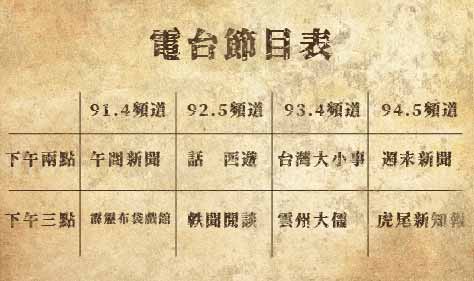 電台節目表
91.4頻道 92.5頻道 93.4頻道 94.5頻道
下午兩點 午間新聞 話 西遊 台灣大小事 週末新聞
下午三點 霹靂布袋戲館 軼聞閒談 雲州大儒 虎尾新知報